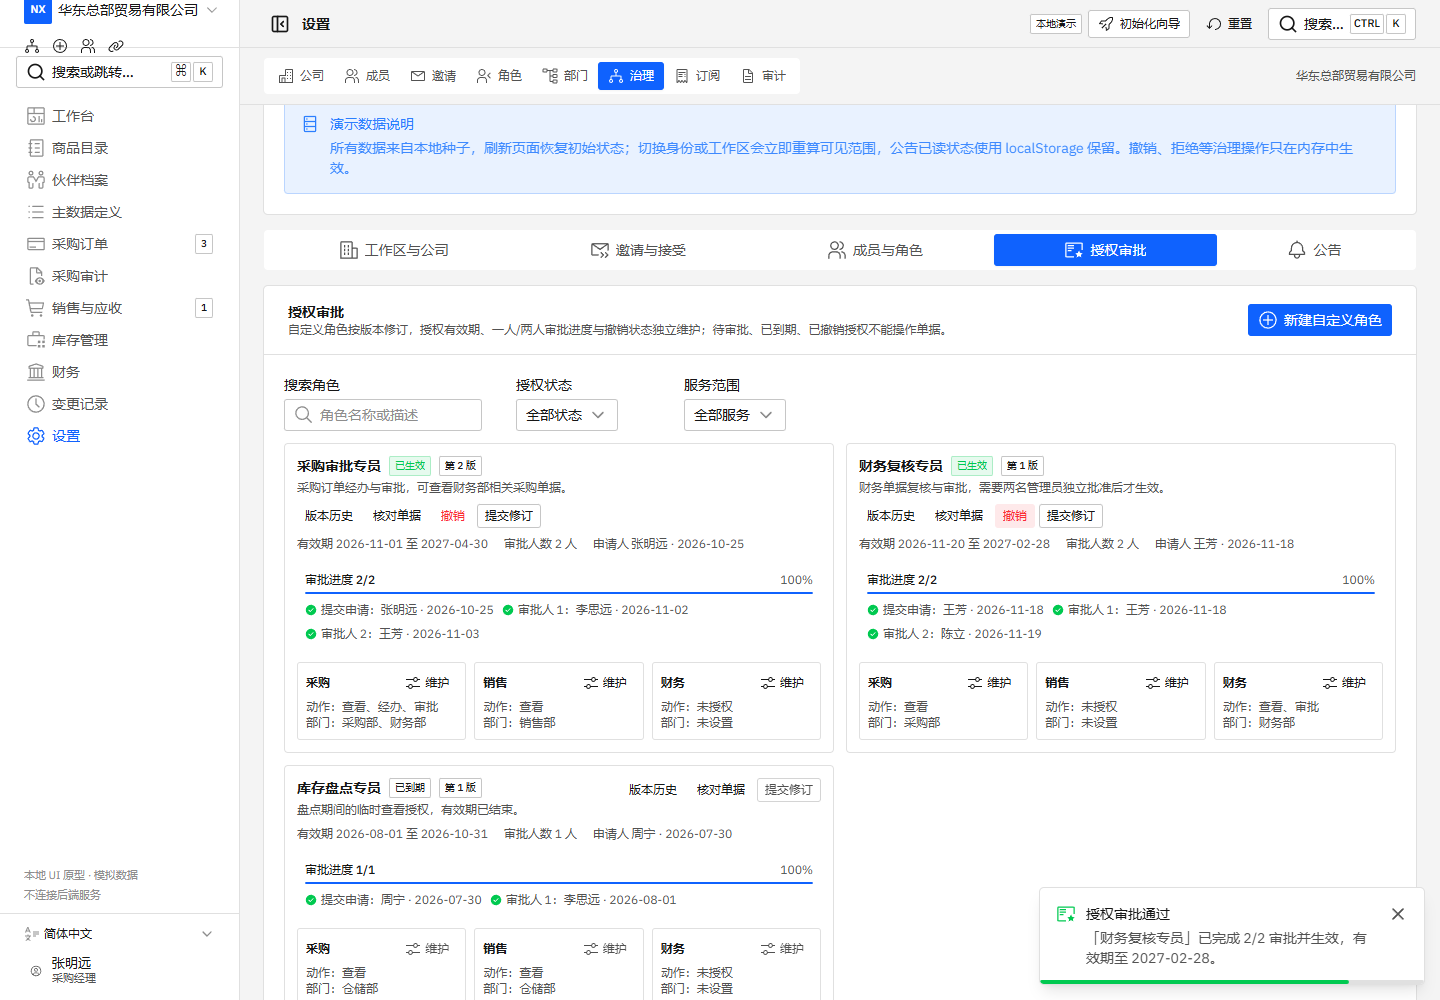 NX 华东总部贸易有限公司
搜索或跳转... ⌘ K
工作台
商品目录
伙伴档案
主数据定义
采购订单 3
采购审计
销售与应收 1
库存管理
财务
变更记录
设置
本地 UI 原型 · 模拟数据
不连接后端服务
简体中文
张明远
采购经理
设置
本地演示 初始化向导 重置 搜索... CTRL K
公司 成员 邀请 角色 部门 治理 订阅 审计
华东总部贸易有限公司
演示数据说明
所有数据来自本地种子，刷新页面恢复初始状态；切换身份或工作区会立即重算可见范围，公告已读状态使用 localStorage 保留。撤销、拒绝等治理操作只在内存中生
效。
工作区与公司 邀请与接受 成员与角色 授权审批 公告
授权审批
自定义角色按版本修订，授权有效期、一人/两人审批进度与撤销状态独立维护；待审批、已到期、已撤销授权不能操作单据。
新建自定义角色
搜索角色 授权状态 服务范围
角色名称或描述 全部状态 全部服务
采购审批专员 已生效 第 2 版
采购订单经办与审批，可查看财务部相关采购单据。
版本历史 核对单据 撤销 提交修订
有效期 2026-11-01 至 2027-04-30 审批人数 2 人 申请人 张明远 · 2026-10-25
审批进度 2/2 100%
提交申请：张明远 · 2026-10-25 审批人 1：李思远 · 2026-11-02
审批人 2：王芳 · 2026-11-03
采购 维护 销售 维护 财务 维护
动作：查看、经办、审批 动作：查看 动作：未授权
部门：采购部、财务部 部门：销售部 部门：未设置
财务复核专员 已生效 第 1 版
财务单据复核与审批，需要两名管理员独立批准后才生效。
版本历史 核对单据 撤销 提交修订
有效期 2026-11-20 至 2027-02-28 审批人数 2 人 申请人 王芳 · 2026-11-18
审批进度 2/2 100%
提交申请：王芳 · 2026-11-18 审批人 1：王芳 · 2026-11-18
审批人 2：陈立 · 2026-11-19
采购 维护 销售 维护 财务 维护
动作：查看 动作：未授权 动作：查看、审批
部门：采购部 部门：未设置 部门：财务部
库存盘点专员 已到期 第 1 版 版本历史 核对单据 提交修订
盘点期间的临时查看授权，有效期已结束。
有效期 2026-08-01 至 2026-10-31 审批人数 1 人 申请人 周宁 · 2026-07-30
审批进度 1/1 100%
提交申请：周宁 · 2026-07-30 审批人 1：李思远 · 2026-08-01
采购 维护 销售 维护 财务 维护
动作：查看 动作：查看 动作：未授权
部门：仓储部 部门：仓储部 部门：未设置
授权审批通过
「财务复核专员」已完成 2/2 审批并生效，有
效期至 2027-02-28。